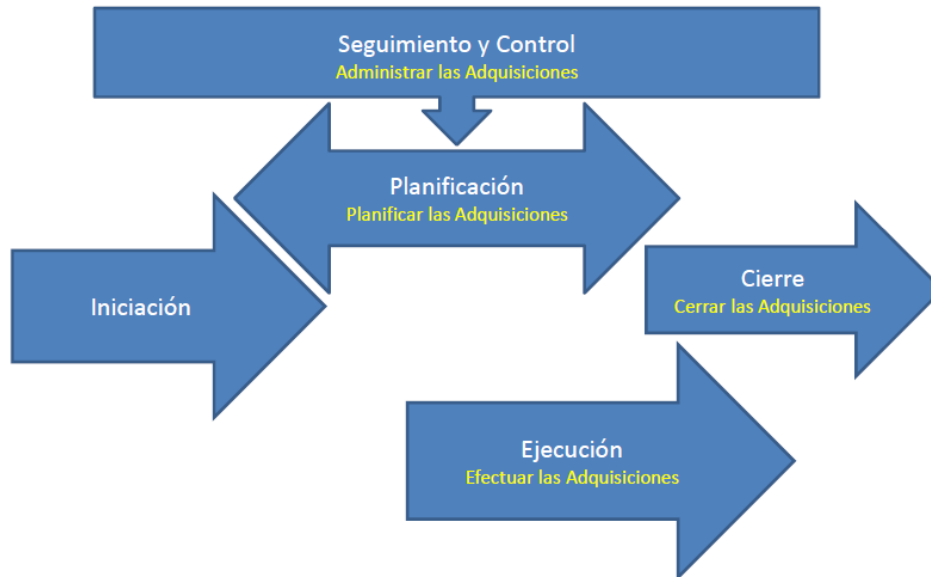 Seguimiento y Control
Administrar las Adquisiciones
Planificación
Planificar las Adquisiciones
Iniciación
Cierre
Cerrar las Adquisiciones
Ejecución
Efectuar las Adquisiciones